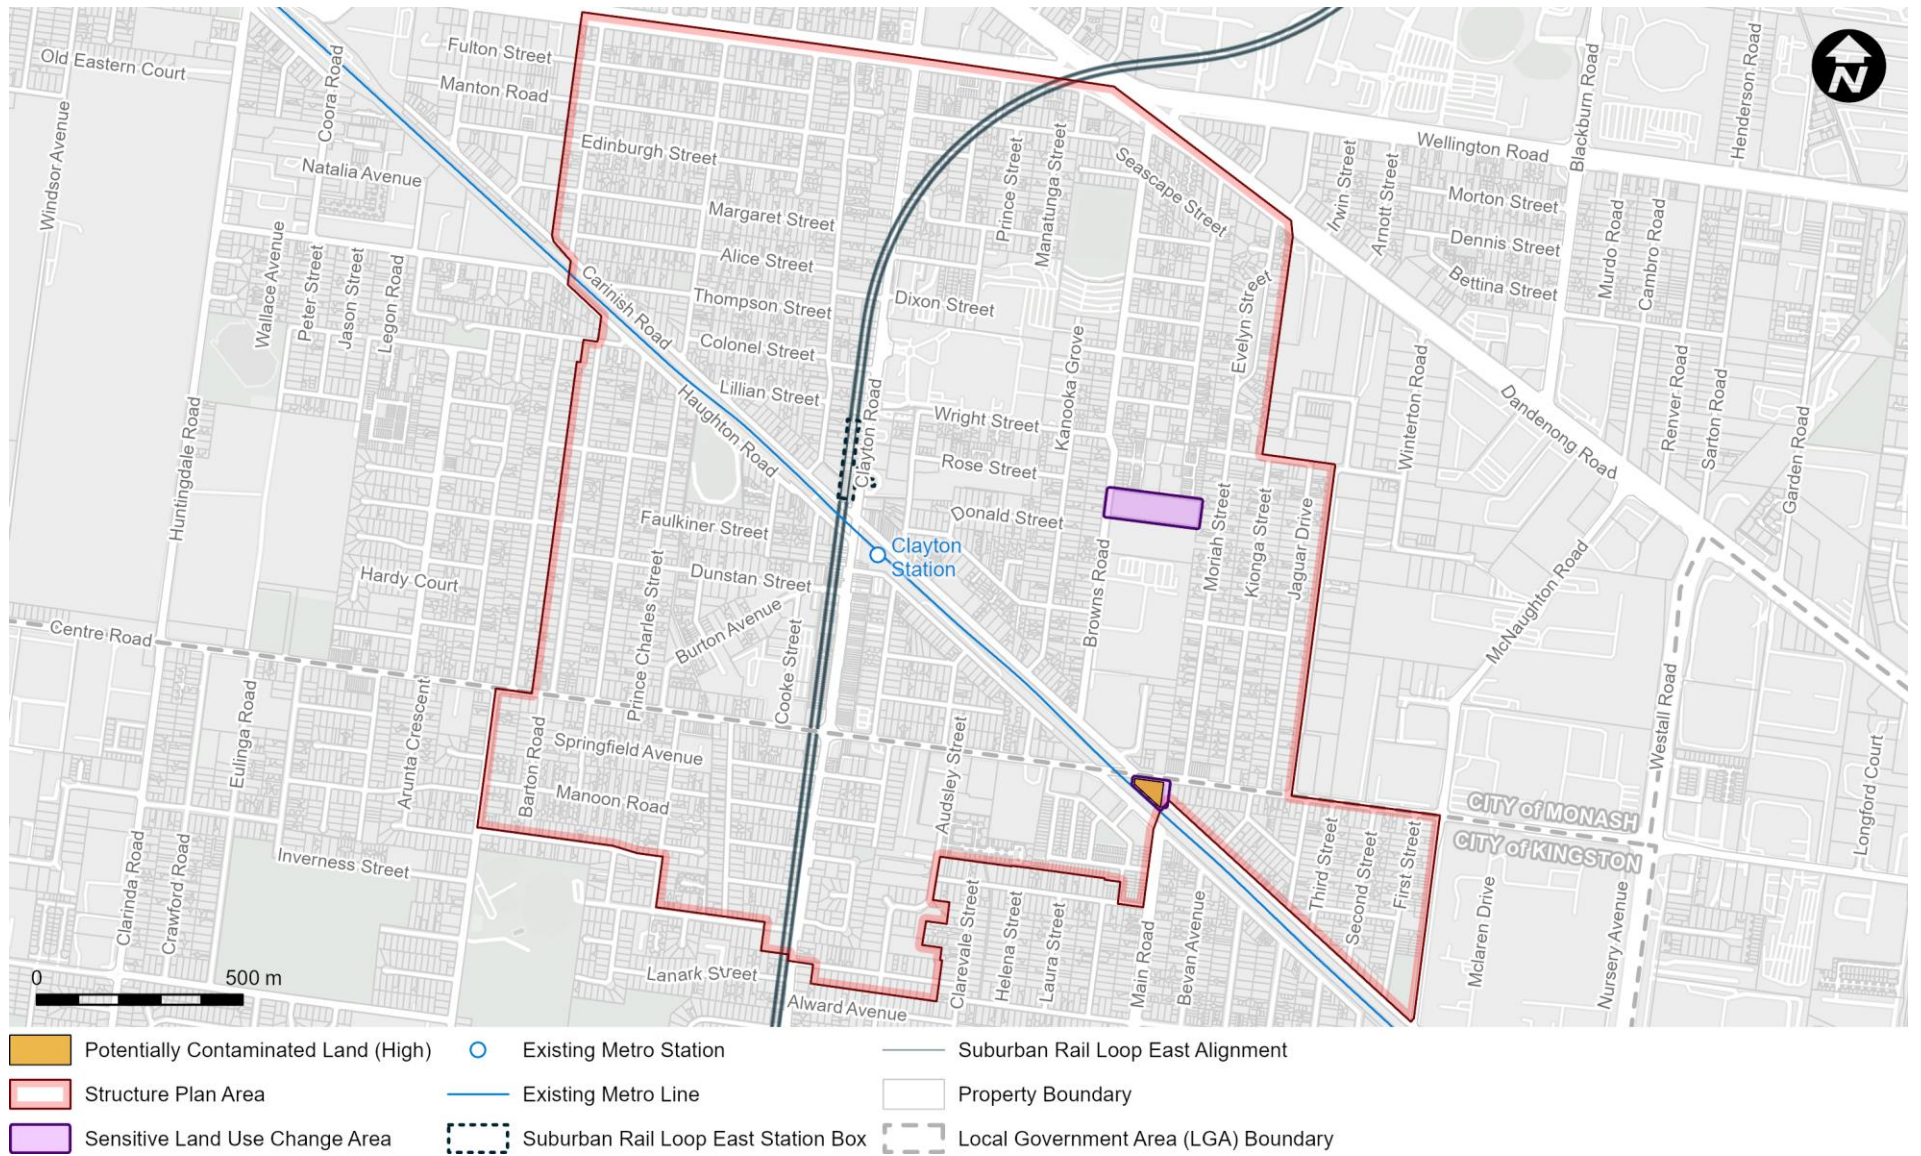 Fulton Street
Old Eastern Court
Coora Road
Manton Road
Windsor Avenue
Natalia Avenue
Edinburgh Street
Margaret Street
Alice Street
Thompson Street
Colonel Street
Lillian Street
Wallace Avenue
Peter Street
Jason Street
Legon Road
Carinish Road
Haughton Road
Huntingdale Road
Prince Street
Manatunga Street
Seascape Street
Dixon Street
Clayton Road
Wright Street
Rose Street
Donald Street
Kanooka Grove
Evelyn Street
Irwin Street
Arnott Street
Wellington Road
Blackburn Road
Henderson Road
Morton Street
Dennis Street
Bettina Street
Murdo Road
Cambro Road
Winterton Road
Dandenong Road
Renver Road
Sarton Road
Garden Road
N
Clayton
Station
Faulkiner Street
Dunstan Street
Burton Avenue
Prince Charles Street
Cooke Street
Hardy Court
Centre Road
Browns Road
Moriah Street
Kionga Street
Jaguar Drive
McNaughton Road
Westall Road
Longford Court
Eulinga Road
Arunta Crescent
Barton Road
Springfield Avenue
Manoon Road
Audsley Street
Inverness Street
Clarinda Road
Crawford Road
CITY of MONASH
CITY of KINGSTON
Third Street
Second Street
First Street
Mclaren Drive
Nursery Avenue
Clarevale Street
Helena Street
Laura Street
Main Road
Bevan Avenue
Lanark Street
Alward Avenue
0 500 m
Potentially Contaminated Land (High)
Existing Metro Station
Suburban Rail Loop East Alignment
Structure Plan Area
Existing Metro Line
Property Boundary
Sensitive Land Use Change Area
Suburban Rail Loop East Station Box
Local Government Area (LGA) Boundary